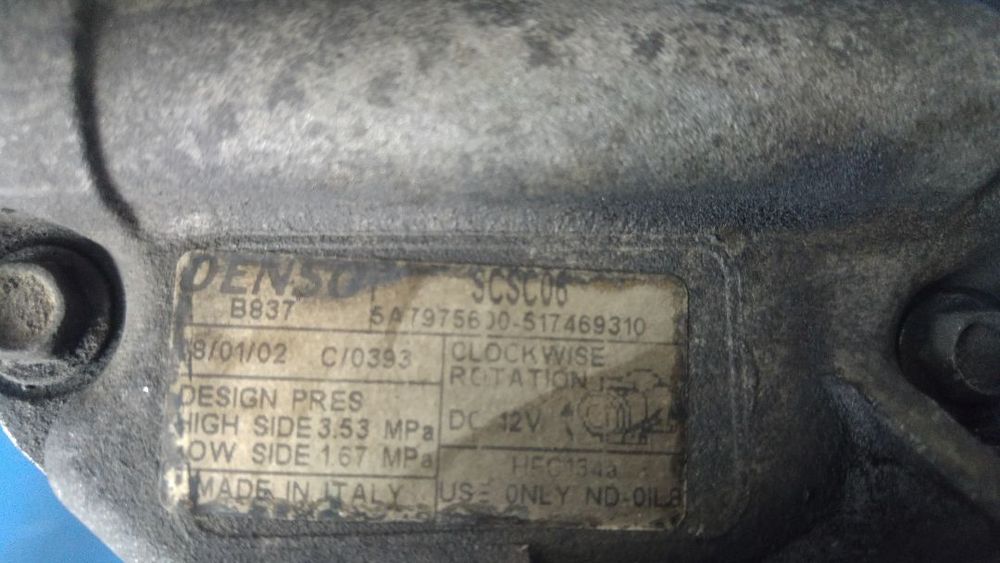 DENSO SCSC06
B837 5A7975600-517469310
8/01/02 C/0393
CLOCKWISE
ROTATION
DESIGN PRES
HIGH SIDE 3.53 MPa
LOW SIDE 1.67 MPa
DC 12V
HFC134a
MADE IN ITALY
USE ONLY ND-OIL8